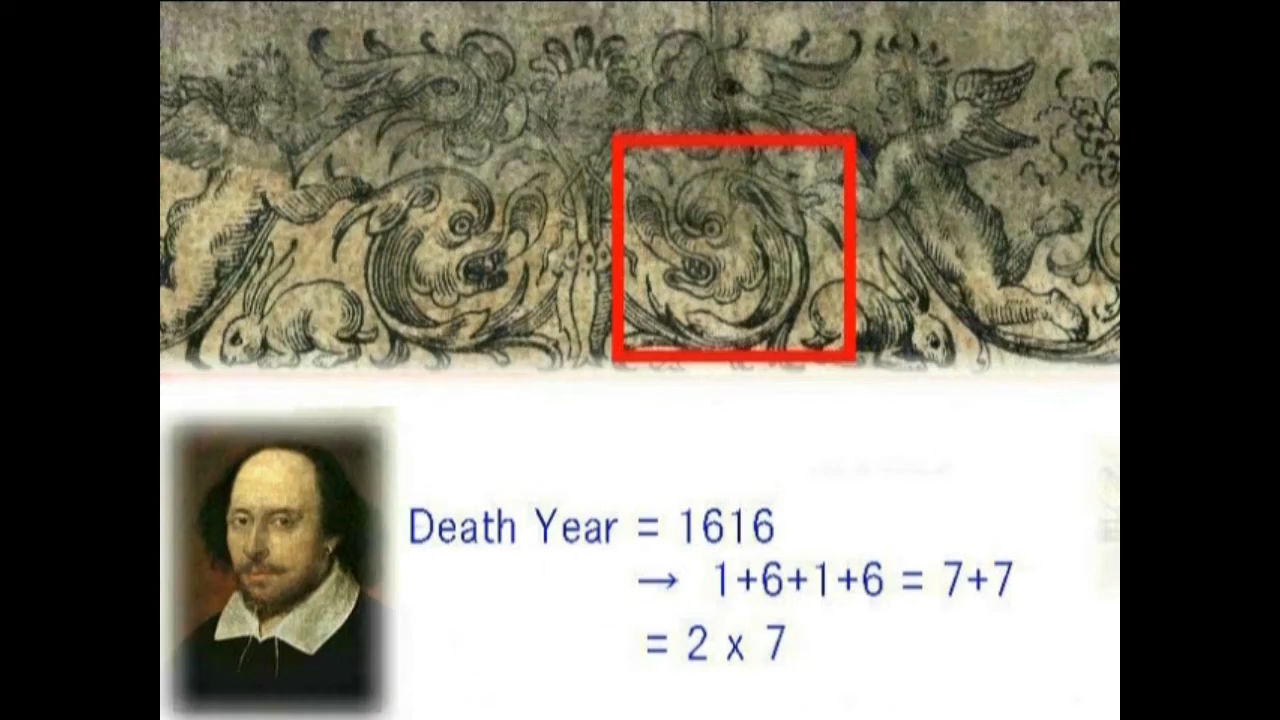 Death Year = 1616
→ 1+6+1+6 = 7+7
= 2 x 7